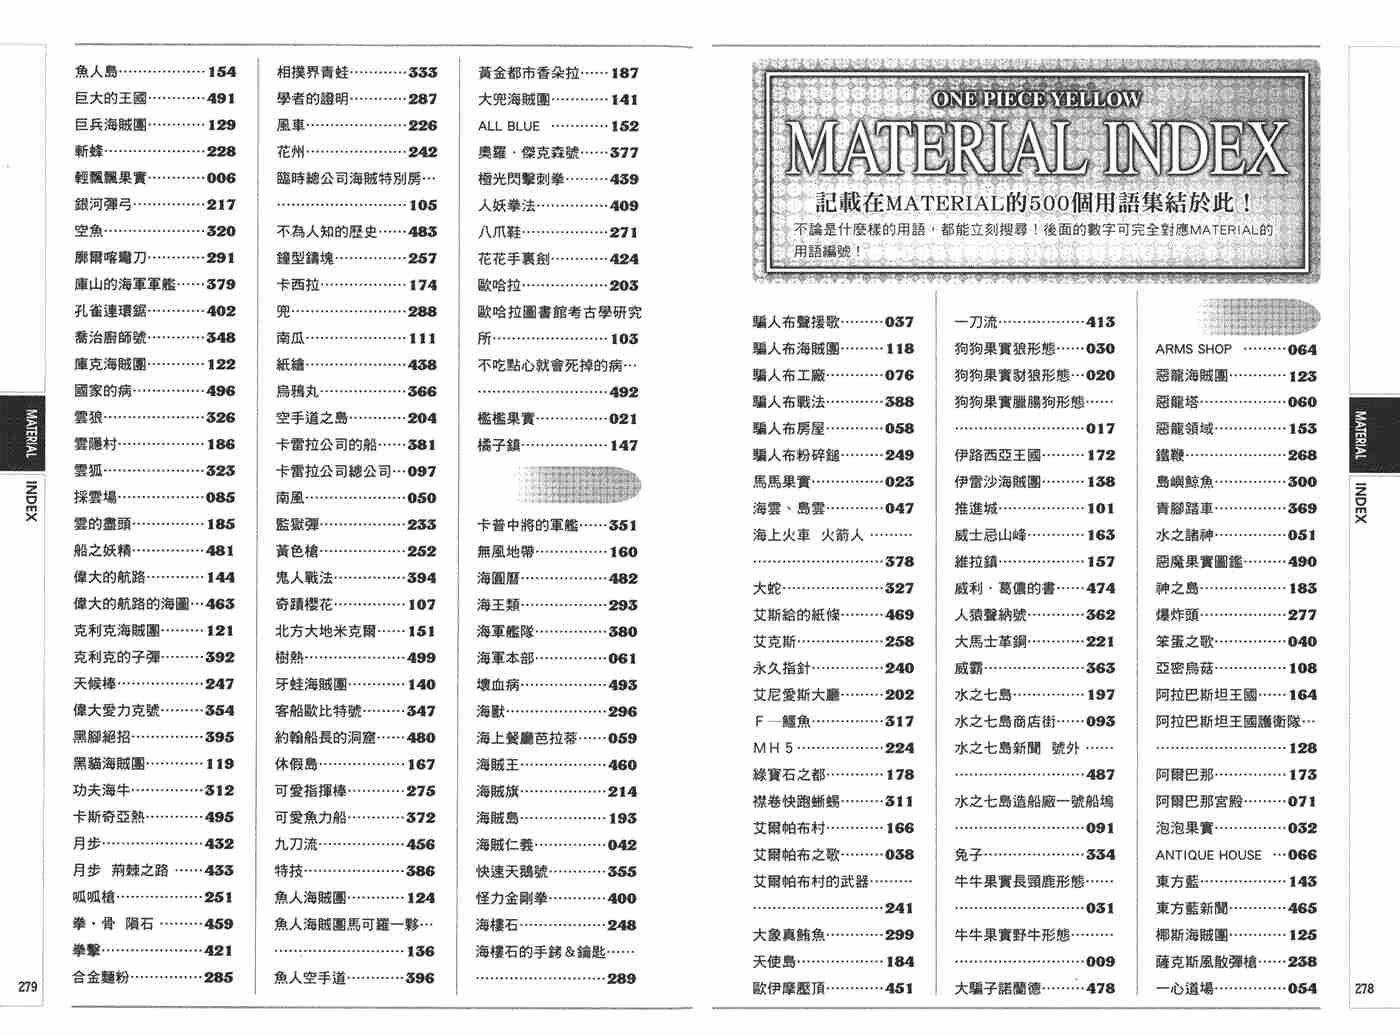 ONE PIECE YELLOW
MATERIAL INDEX
記載在MATERIAL的500個用語集結於此！
不論是什麼樣的用語，都能立刻搜尋！後面的數字可完全對應MATERIAL的
用語編號！
ARMS SHOP ………064
惡龍海賊團…………123
惡龍塔………………060
惡龍領域……………153
鐵鞭…………………268
島嶼鯨魚……………300
青腳踏車……………369
水之諸神……………051
惡魔果實圖鑑………490
神之島………………183
爆炸頭………………277
笨蛋之歌……………040
亞密烏菇……………108
阿拉巴斯坦王國……164
阿拉巴斯坦王國護衛隊…
………………………128
阿爾巴那……………173
阿爾巴那宮殿………071
泡泡果實……………032
ANTIQUE HOUSE …066
東方藍………………143
東方藍新聞…………465
椰斯海賊團…………125
薩克斯風散彈槍……238
一心道場……………054
一刀流………………413
狗狗果實狼形態……030
狗狗果實豺狼形態…020
狗狗果實臘腸狗形態……
………………………017
伊路西亞王國………172
伊雷沙海賊團………138
推進城………………101
威士忌山峰…………163
維拉鎮………………157
威利．葛儂的書……474
人猿聲納號…………362
大馬士革鋼…………221
威霸…………………363
水之七島……………197
水之七島商店街……093
水之七島新聞 號外 ……
………………………487
水之七島造船廠一號船塢
………………………091
兔子…………………334
牛牛果實長頸鹿形態……
………………………031
牛牛果實野牛形態………
………………………009
大騙子諾蘭德………478
騙人布聲援歌………037
騙人布海賊團………118
騙人布工廠…………076
騙人布戰法…………388
騙人布房屋…………058
騙人布粉碎鎚………249
馬馬果實……………023
海雲、島雲…………047
海上火車 火箭人 ………
………………………378
大蛇…………………327
艾斯給的紙條………469
艾克斯………………258
永久指針……………240
艾尼愛斯大廳………202
F—鱷魚……………317
MH5………………224
綠寶石之都…………178
襟卷快跑蜥蜴………311
艾爾帕布村…………166
艾爾帕布之歌………038
艾爾帕布村的武器………
………………………241
大象真鮪魚…………299
天使島………………184
歐伊摩壓頂…………451
278
MATERIAL
INDEX
黃金都市香朵拉……187
大兜海賊團…………141
ALL BLUE …………152
奧羅．傑克森號……377
極光閃擊刺拳………439
人妖拳法……………409
八爪鞋………………271
花花手裏劍…………424
歐哈拉………………203
歐哈拉圖書館考古學研究
所……………………103
不吃點心就會死掉的病…
………………………492
檻檻果實……………021
橘子鎮………………147
卡普中將的軍艦……351
無風地帶……………160
海圓曆………………482
海王類………………293
海軍艦隊……………380
海軍本部……………061
壞血病………………493
海獸…………………296
海上餐廳芭拉蒂……059
海賊王………………460
海賊旗………………214
海賊島………………193
海賊仁義……………042
快速天鵝號…………355
怪力金剛拳…………400
海樓石………………248
海樓石的手銬＆鑰匙……
………………………289
相撲界青蛙…………333
學者的證明…………287
風車…………………226
花州…………………242
臨時總公司海賊特別房…
………………………105
不為人知的歷史……483
鐘型鑄塊……………257
卡西拉………………174
兜……………………288
南瓜…………………111
紙繪…………………438
烏鴉丸………………366
空手道之島…………204
卡雷拉公司的船……381
卡雷拉公司總公司…097
南風…………………050
監獄彈………………233
黃色槍………………252
鬼人戰法……………394
奇蹟櫻花……………107
北方大地米克爾……151
樹熱…………………499
牙蛙海賊團…………140
客船歐比特號………347
約翰船長的洞窟……480
休假島………………167
可愛指揮棒…………275
可愛魚力船…………372
九刀流………………456
特技…………………386
魚人海賊團…………124
魚人海賊團馬可羅一夥…
………………………136
魚人空手道…………396
魚人島………………154
巨大的王國…………491
巨兵海賊團…………129
斬蜂…………………228
輕飄飄果實…………006
銀河彈弓……………217
空魚…………………320
廓爾喀彎刀…………291
庫山的海軍軍艦……379
孔雀連環鋸…………402
喬治廚師號…………348
庫克海賊團…………122
國家的病……………496
雲狼…………………326
雲隱村………………186
雲狐…………………323
採雲場………………085
雲的盡頭……………185
船之妖精……………481
偉大的航路…………144
偉大的航路的海圖…463
克利克海賊團………121
克利克的子彈………392
天候棒………………247
偉大愛力克號………354
黑腳絕招……………395
黑貓海賊團…………119
功夫海牛……………312
卡斯奇亞熱…………495
月步…………………432
月步 荊棘之路 ……433
呱呱槍………………251
拳・骨 隕石 ………459
拳擊…………………421
合金麵粉……………285
279
MATERIAL
INDEX